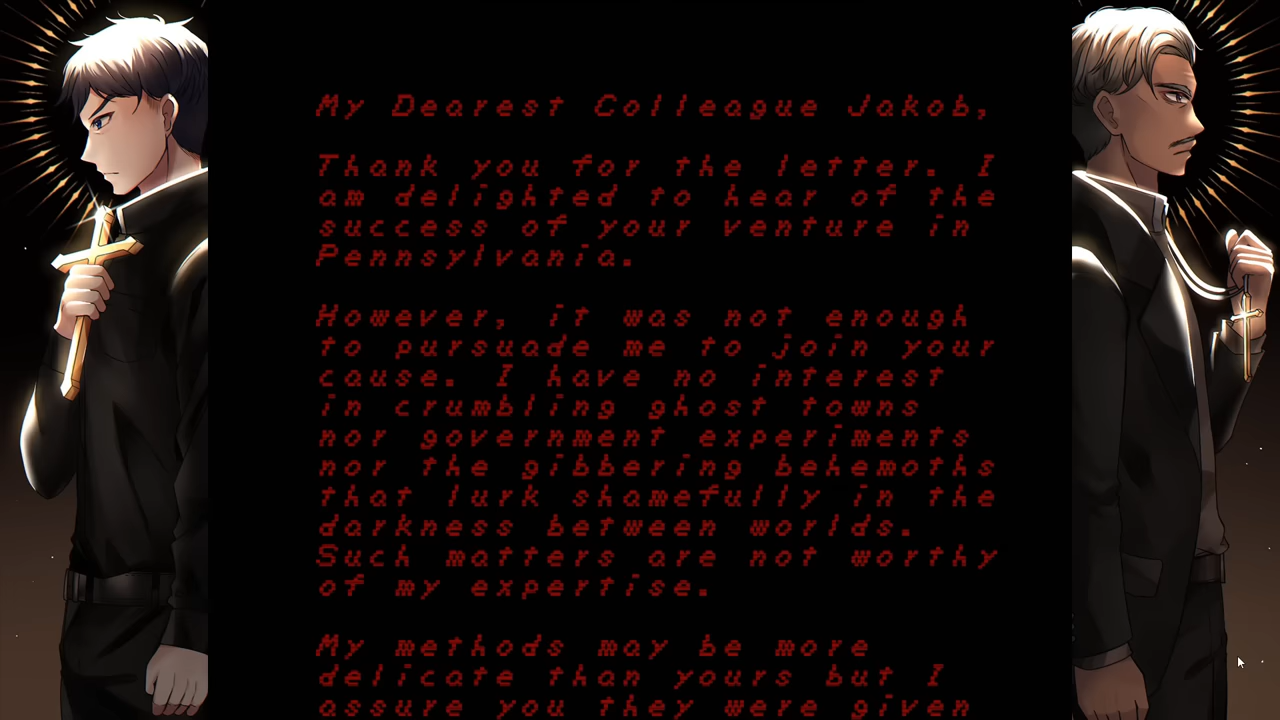 My Dearest Colleague Jakob,
Thank you for the letter. I
am delighted to hear of the
success of your venture in
Pennsylvania.
However, it was not enough
to pursuade me to join your
cause. I have no interest
in crumbling ghost towns
nor government experiments
nor the gibbering behemoths
that lurk shamefully in the
darkness between worlds.
Such matters are not worthy
of my expertise.
My methods may be more
delicate than yours but I
assure you they were given